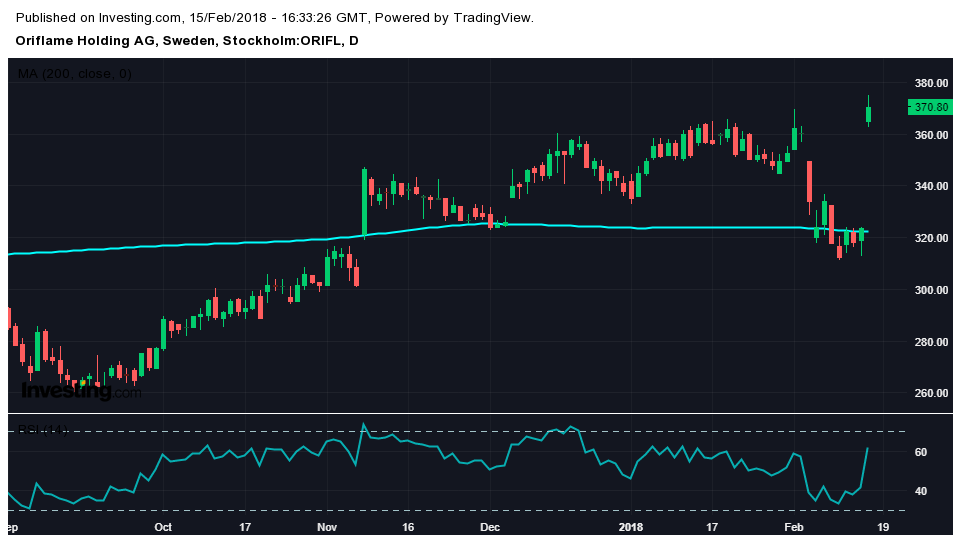 Published on Investing.com, 15/Feb/2018 - 16:33:26 GMT, Powered by TradingView.
Oriflame Holding AG, Sweden, Stockholm:ORIFL, D
MA (200, close, 0)
380.00
370.80
360.00
340.00
320.00
300.00
280.00
260.00
Investing.com
RSI (14)
60
40
ep
Oct
17
Nov
16
Dec
2018
17
Feb
19